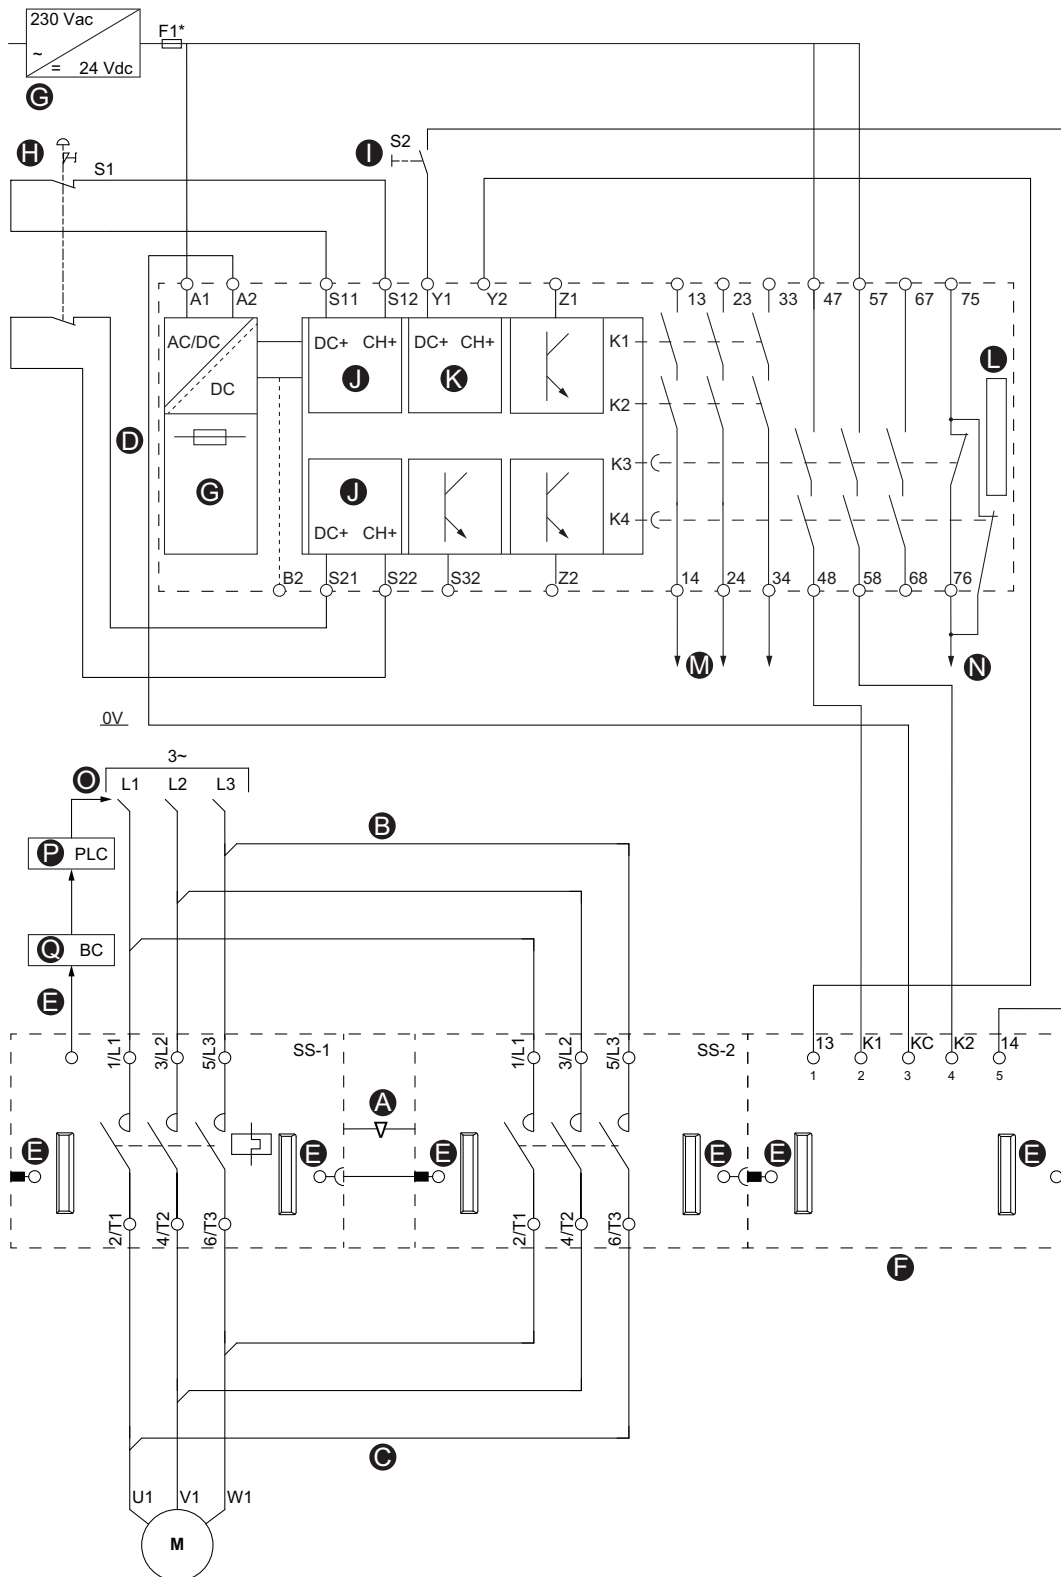 230 Vac
F1*
~
= 24 Vdc
G
H
S1
I
S2
A1
A2
S11
S12
Y1
Y2
Z1
13
23
33
47
57
67
75
AC/DC
DC
DC+ CH+
J
DC+ CH+
K
K1
K2
L
D
G
J
DC+ CH+
K3
K4
B2
S21
S22
S32
Z2
14
24
34
48
58
68
76
M
N
0V
3~
O
L1
L2
L3
B
P PLC
Q BC
E
1/L1
3/L2
5/L3
SS-1
1/L1
3/L2
5/L3
SS-2
13
K1
KC
K2
14
1
2
3
4
5
A
E
E
E
E
E
E
2/T1
4/T2
6/T3
2/T1
4/T2
6/T3
F
C
U1
V1
W1
M